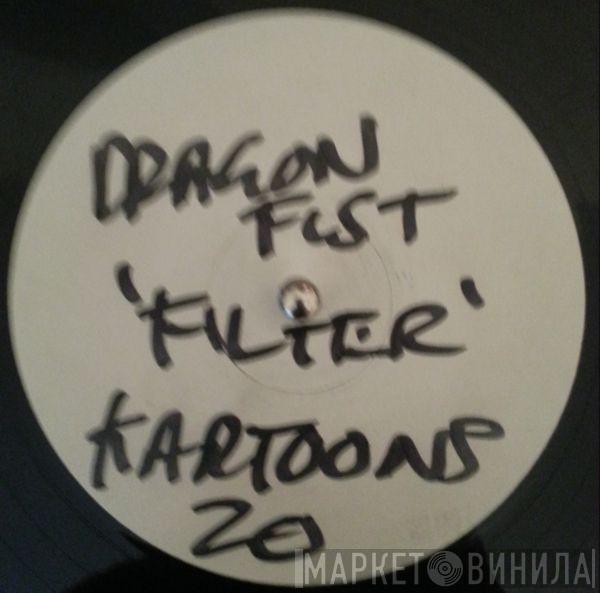 DRAGON
FIST
'FILTER'
KARTOONS
20
МАРКЕТ ВИНИЛА